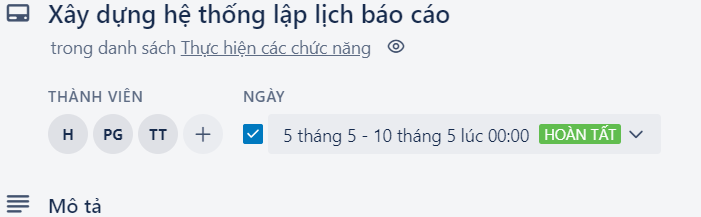 Xây dựng hệ thống lập lịch báo cáo
trong danh sách Thực hiện các chức năng
THÀNH VIÊN NGÀY
H PG TT + 5 tháng 5 - 10 tháng 5 lúc 00:00 HOÀN TẤT
Mô tả